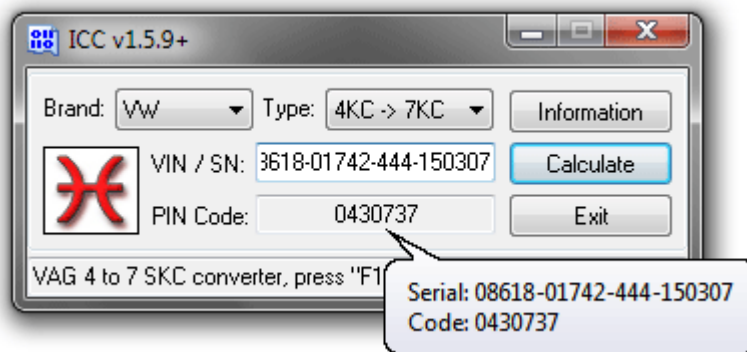 ICC v1.5.9+
Brand: VW Type: 4KC -> 7KC Information
VIN / SN: 3618-01742-444-150307 Calculate
PIN Code: 0430737 Exit
VAG 4 to 7 SKC converter, press "F1
Serial: 08618-01742-444-150307
Code: 0430737